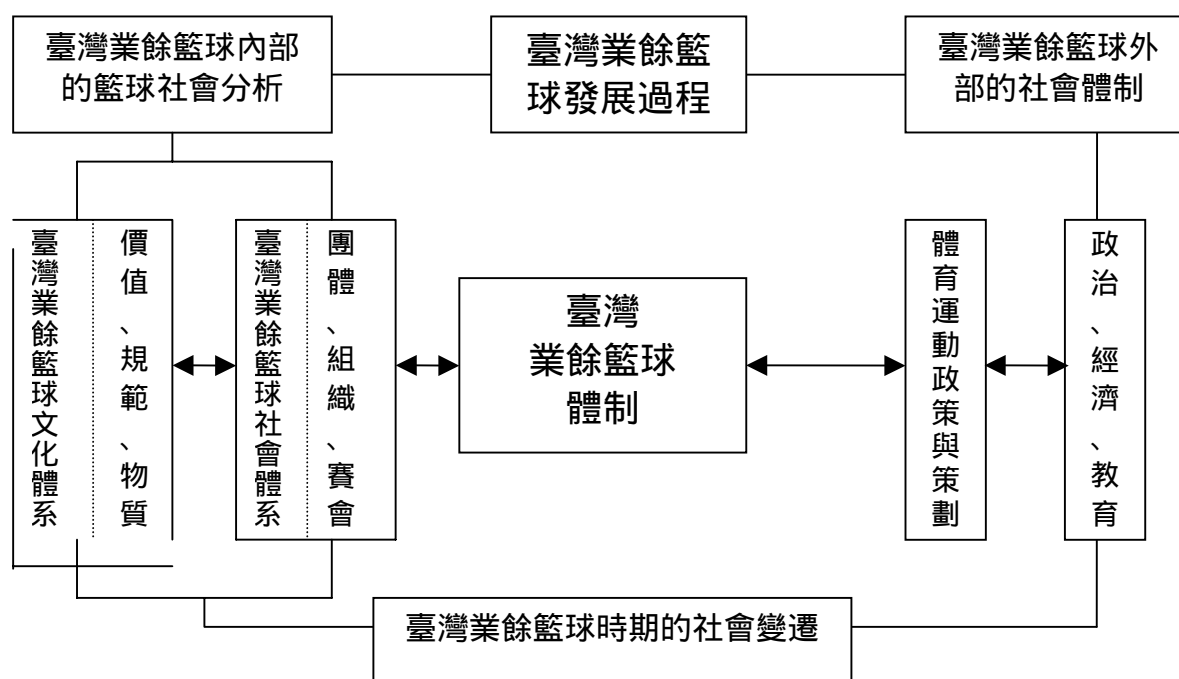 臺灣業餘籃球內部
的籃球社會分析
臺灣業餘籃
球發展過程
臺灣業餘籃球外
部的社會體制
臺灣業餘籃球文化體系
價值、規範、物質
臺灣業餘籃球社會體系
團體、組織、賽會
臺灣
業餘籃球
體制
體育運動政策與策劃
政治、經濟、教育
臺灣業餘籃球時期的社會變遷